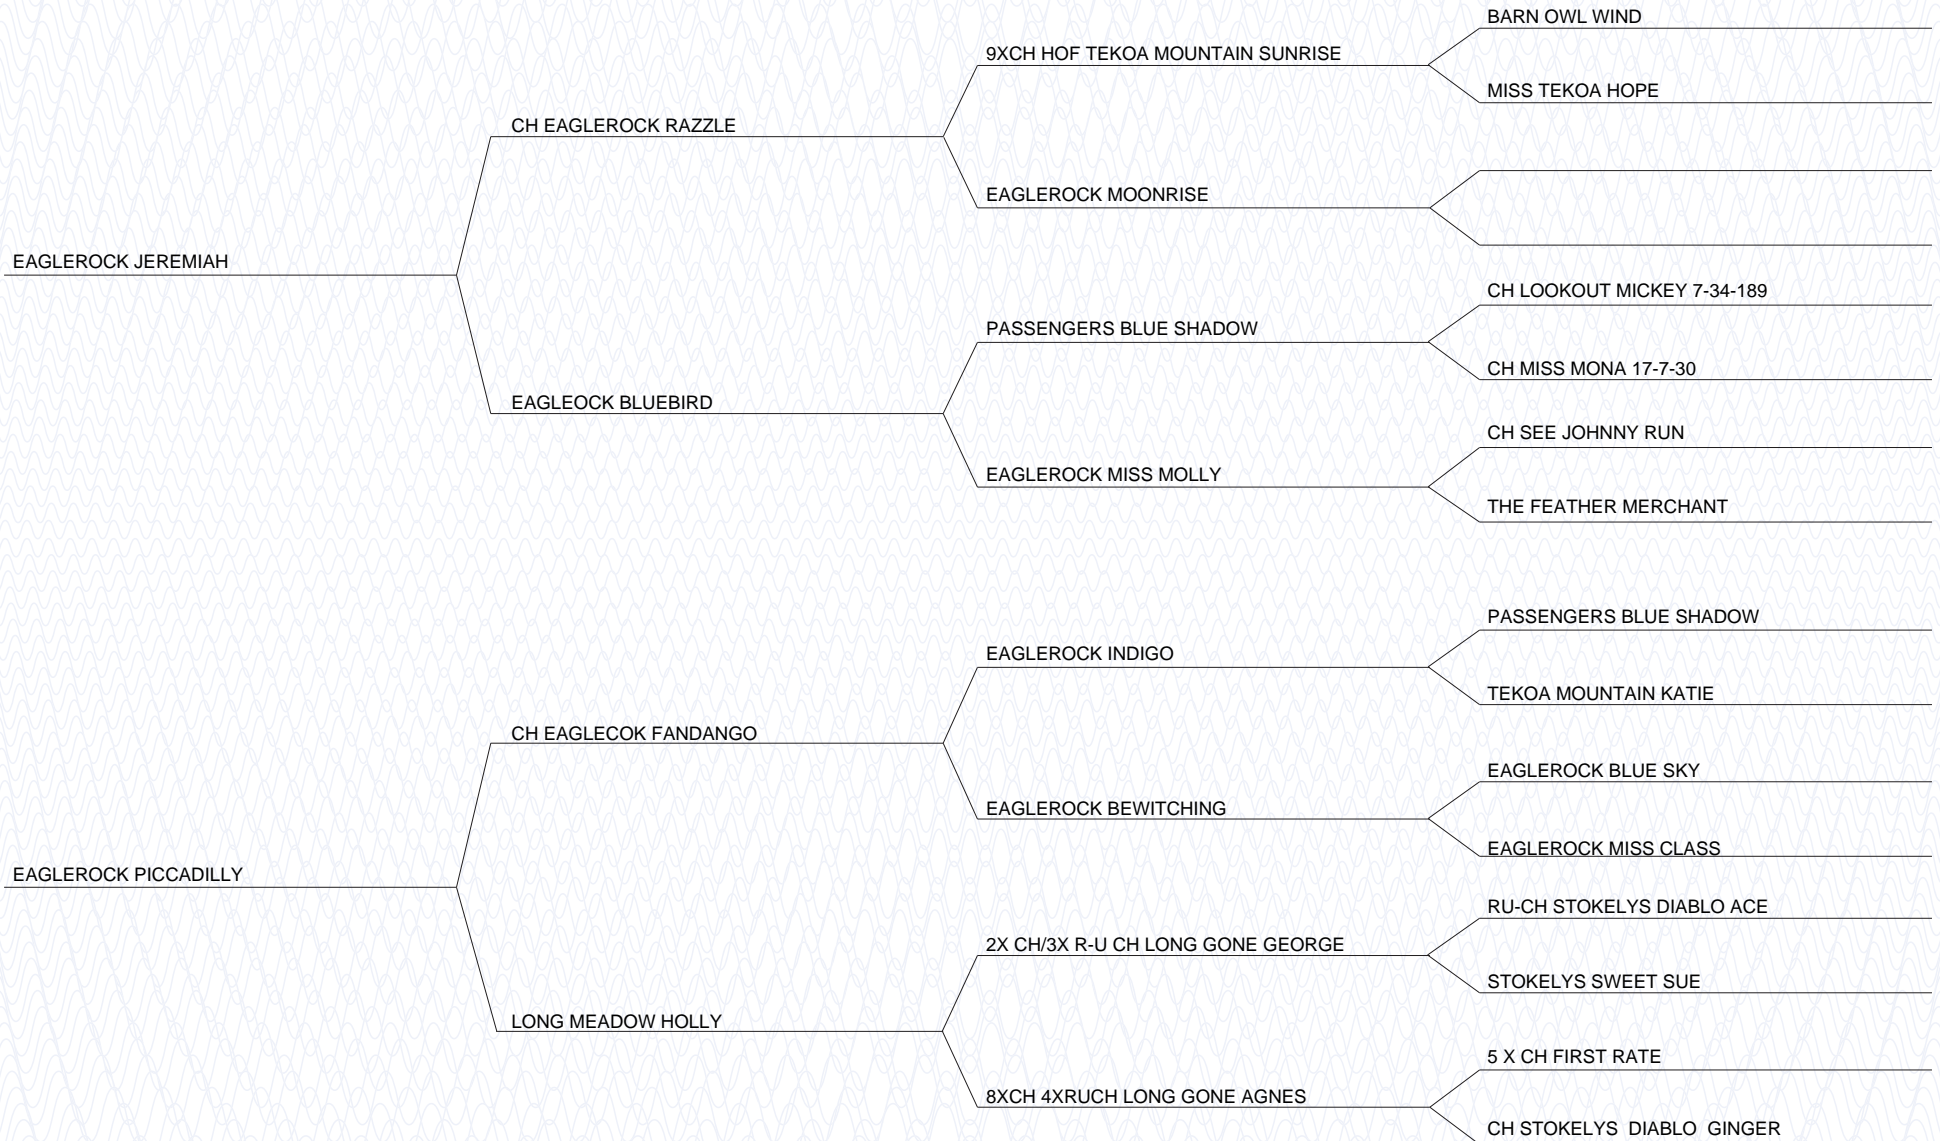 BARN OWL WIND
9XCH HOF TEKOA MOUNTAIN SUNRISE
MISS TEKOA HOPE
CH EAGLEROCK RAZZLE
EAGLEROCK MOONRISE
EAGLEROCK JEREMIAH
CH LOOKOUT MICKEY 7-34-189
PASSENGERS BLUE SHADOW
CH MISS MONA 17-7-30
EAGLEOCK BLUEBIRD
CH SEE JOHNNY RUN
EAGLEROCK MISS MOLLY
THE FEATHER MERCHANT
PASSENGERS BLUE SHADOW
EAGLEROCK INDIGO
TEKOA MOUNTAIN KATIE
CH EAGLECOK FANDANGO
EAGLEROCK BLUE SKY
EAGLEROCK BEWITCHING
EAGLEROCK MISS CLASS
EAGLEROCK PICCADILLY
RU-CH STOKELYS DIABLO ACE
2X CH/3X R-U CH LONG GONE GEORGE
STOKELYS SWEET SUE
LONG MEADOW HOLLY
5 X CH FIRST RATE
8XCH 4XRUCH LONG GONE AGNES
CH STOKELYS  DIABLO  GINGER